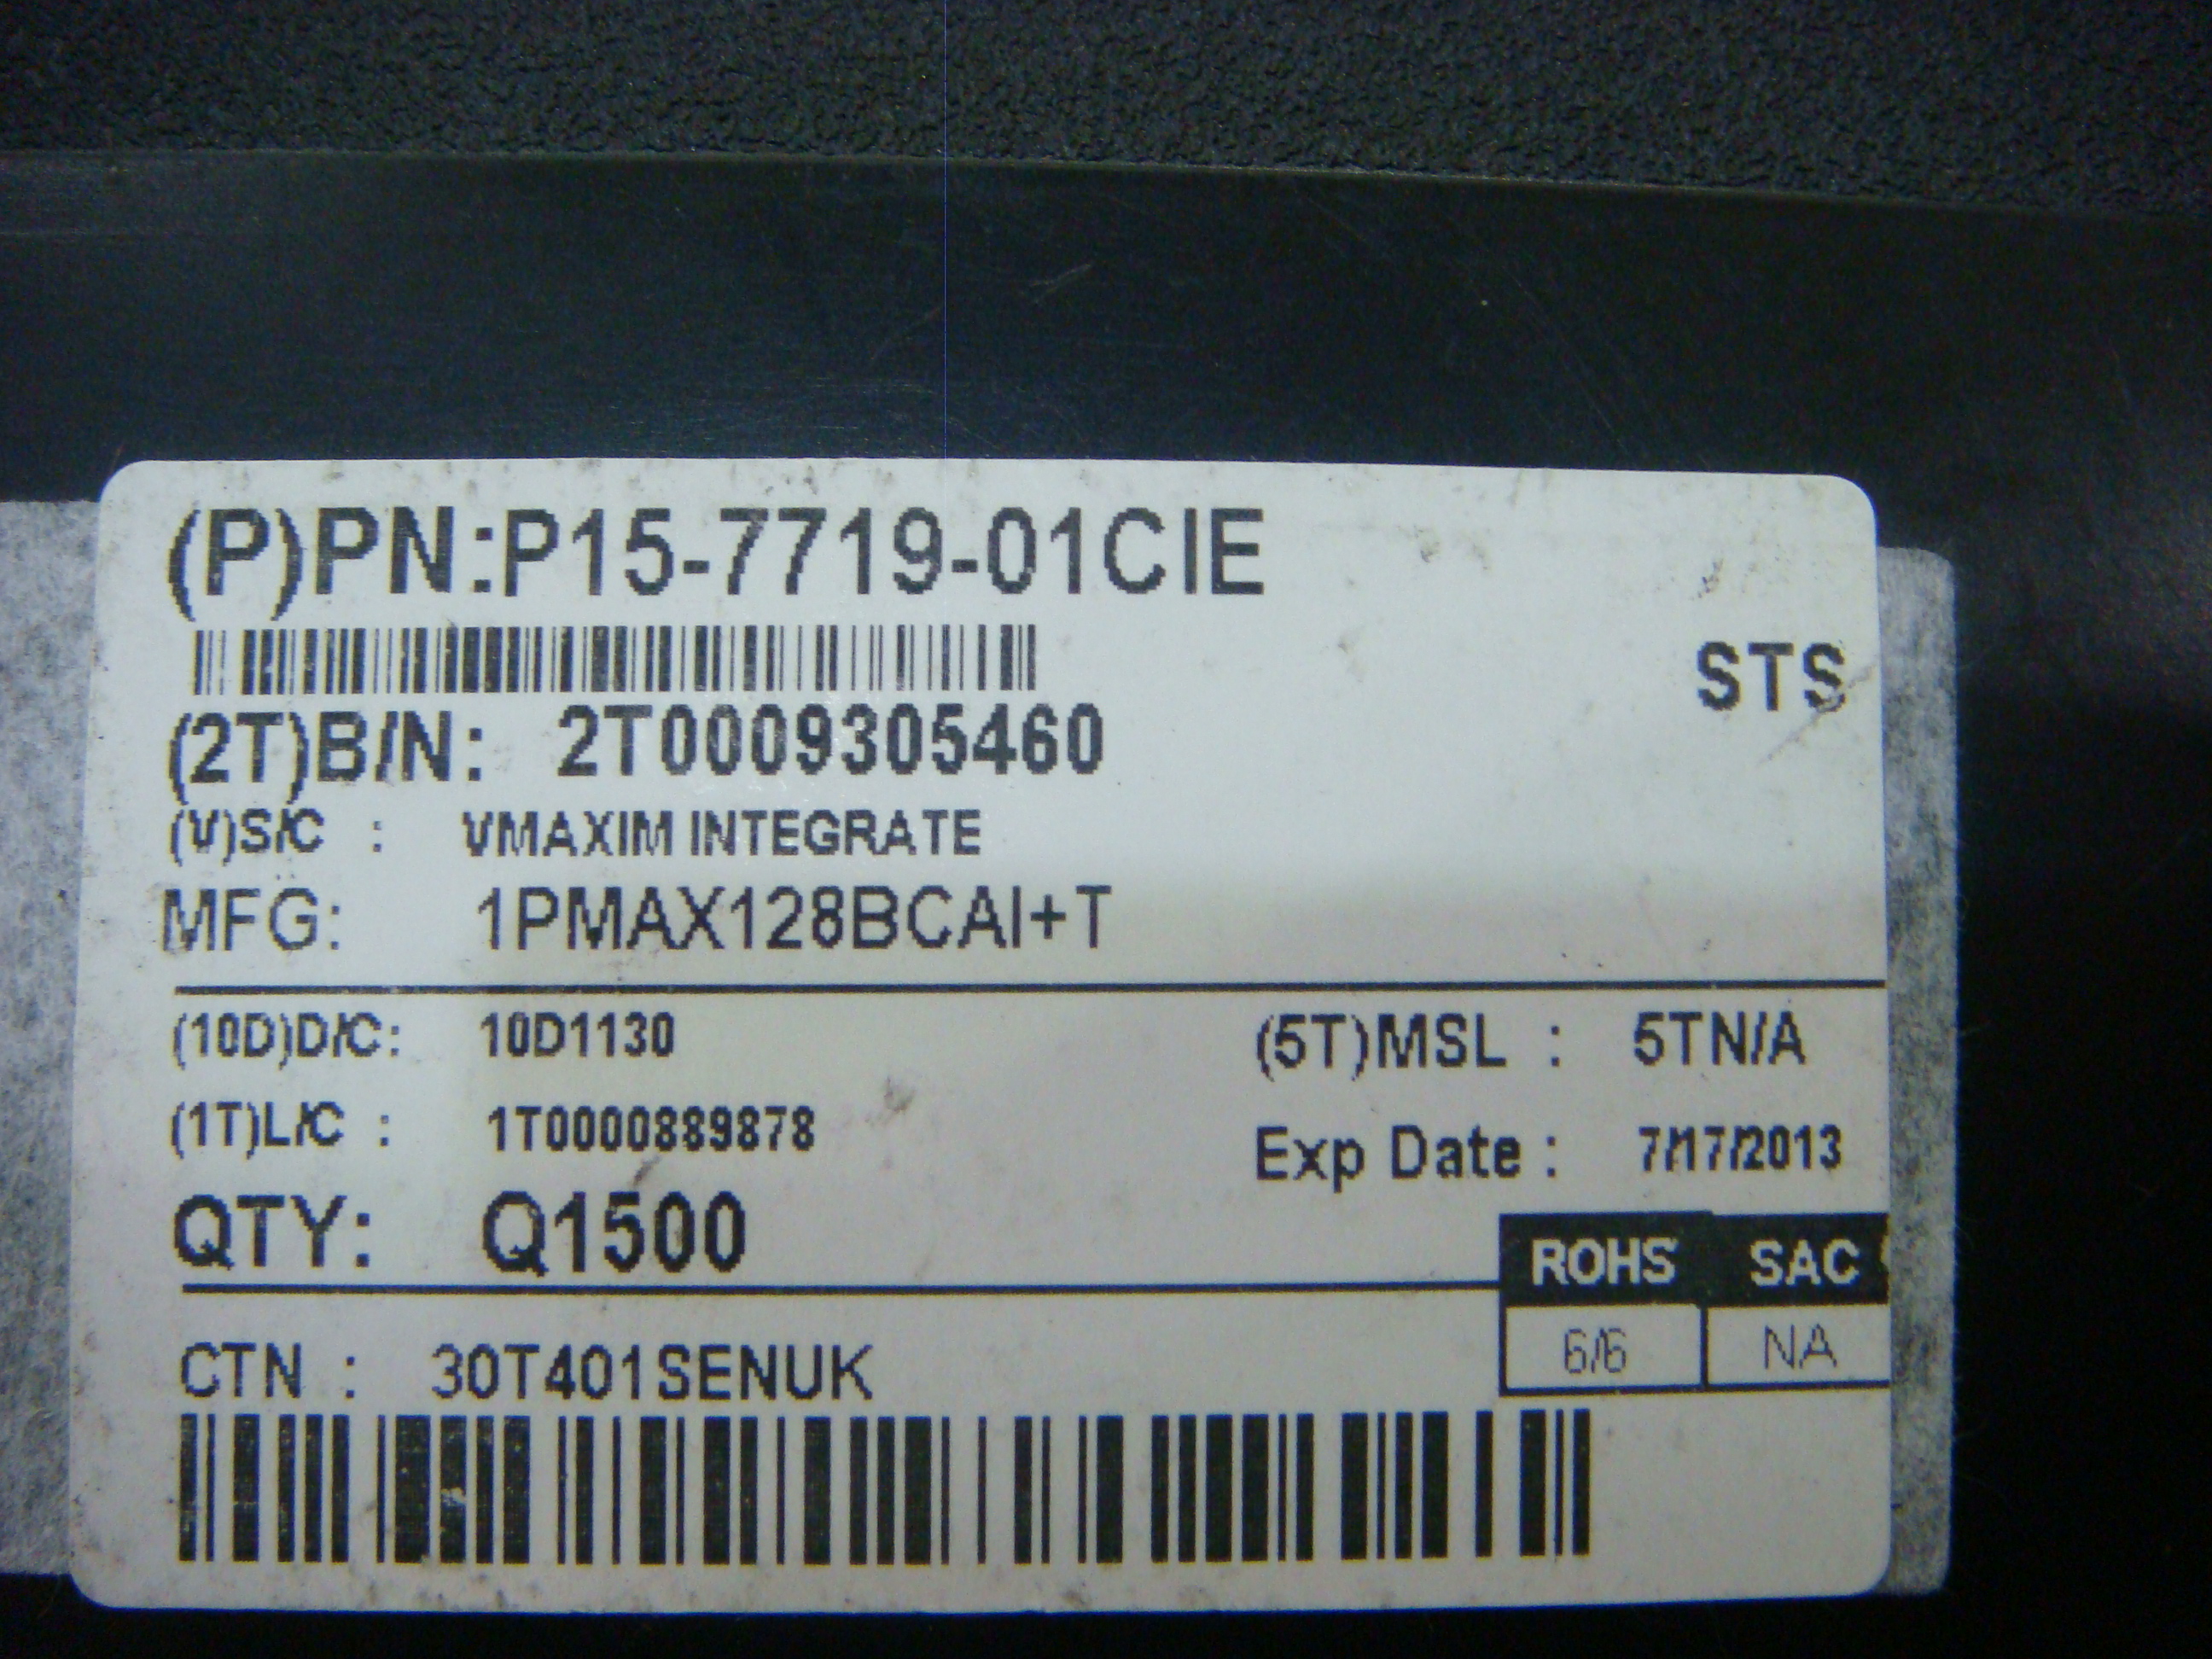 (P)PN:P15-7719-01CIE
STS
(2T)B/N: 2T0009305460
(V)S/C : VMAXIM INTEGRATE
MFG: 1PMAX128BCAI+T
(10D)D/C: 10D1130
(5T)MSL : 5TN/A
(1T)L/C : 1T0000889878
Exp Date : 7/17/2013
QTY: Q1500
ROHS SAC
6/6 NA
CTN : 30T401SENUK